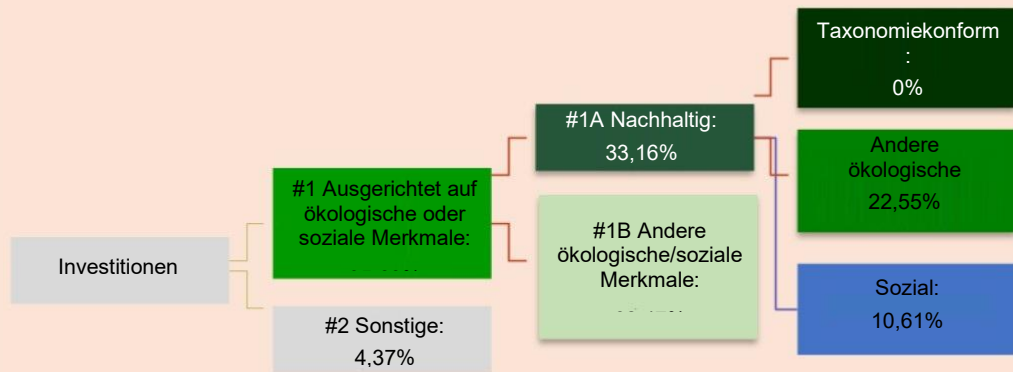 Taxonomiekonform
:
0%
#1A Nachhaltig:
33,16%
Andere
ökologische
22,55%
#1 Ausgerichtet auf
ökologische oder
soziale Merkmale:
#1B Andere
ökologische/soziale
Merkmale:
Investitionen
Sozial:
10,61%
#2 Sonstige:
4,37%